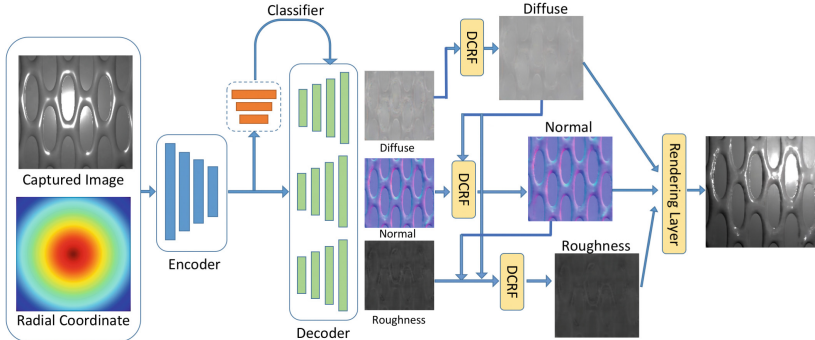 Classifier
Diffuse
DCRF
Diffuse
Normal
Captured Image
DCRF
Rendering Layer
Normal
Roughness
Encoder
DCRF
Radial Coordinate
Roughness
Decoder